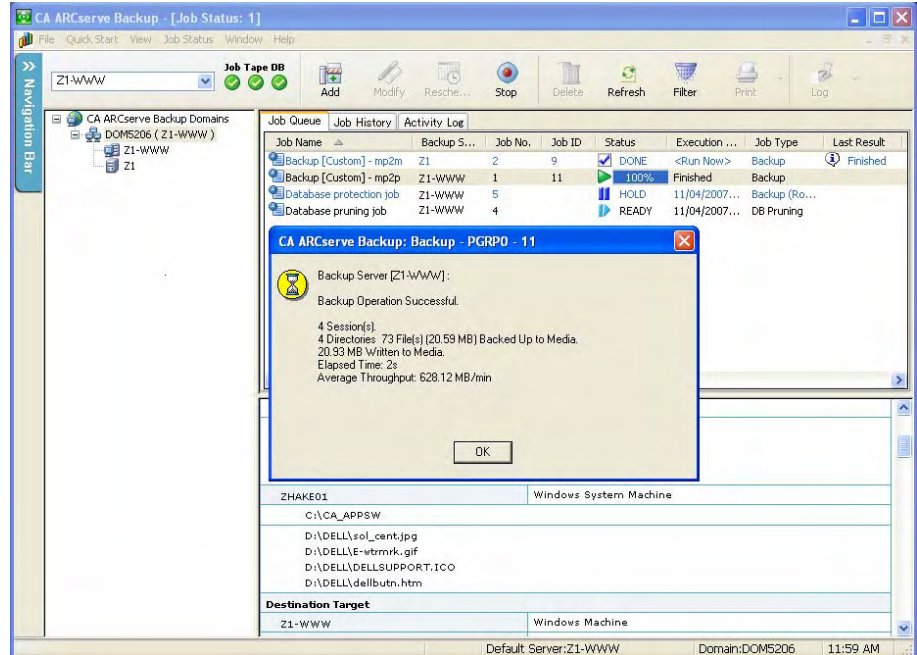 CA ARCserve Backup - [Job Status: 1]
File Quick Start View Job Status Window Help
Navigation Bar
Z1-WWW
Job Tape DB
Add Modify Resche... Stop Delete Refresh Filter Print Log
CA ARCserve Backup Domains
DOM5206 ( Z1-WWW )
Z1-WWW
Z1
Job Queue Job History Activity Log
Job Name Backup S... Job No. Job ID Status Execution ... Job Type Last Result
Backup [Custom] - mp2m Z1 2 9 DONE <Run Now> Backup Finished
Backup [Custom] - mp2p Z1-WWW 1 11 100% Finished Backup
Database protection job Z1-WWW 5 HOLD 11/04/2007... Backup (Ro...
Database pruning job Z1-WWW 4 READY 11/04/2007... DB Pruning
CA ARCserve Backup: Backup - PGRP0 - 11
Backup Server [Z1-WWW] :
Backup Operation Successful.
4 Session(s).
4 Directories 73 File(s) (20.59 MB) Backed Up to Media.
20.93 MB Written to Media.
Elapsed Time: 2s
Average Throughput: 628.12 MB/min
OK
ZHAKE01 Windows System Machine
C:\CA_APPSW
D:\DELL\sol_cent.jpg
D:\DELL\E-wtrmrk.gif
D:\DELL\DELLSUPPORT.ICO
D:\DELL\dellbutn.htm
Destination Target
Z1-WWW Windows Machine
Default Server:Z1-WWW Domain:DOM5206 11:59 AM